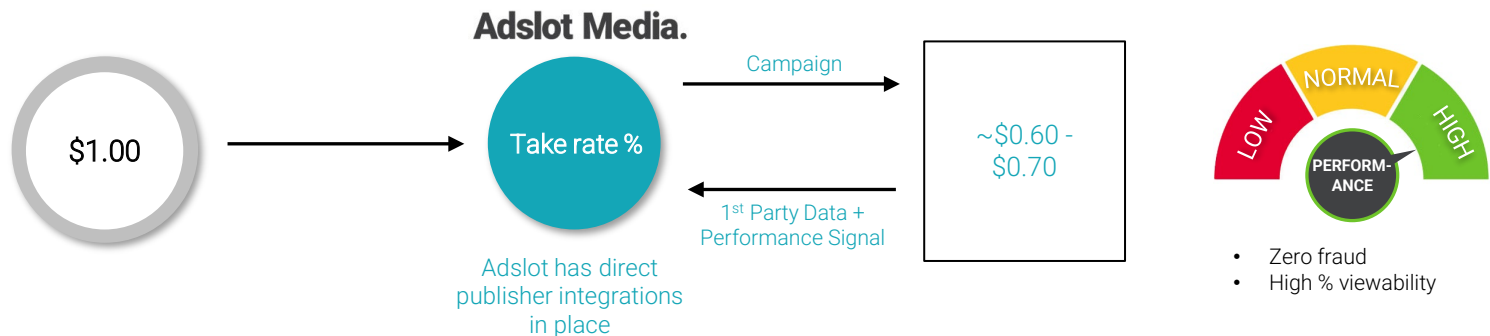 Adslot Media.
$1.00
Take rate %
Campaign
1st Party Data +
Performance Signal
Adslot has direct
publisher integrations
in place
~$0.60 -
$0.70
LOW
NORMAL
HIGH
PERFORM-
ANCE
• Zero fraud
• High % viewability